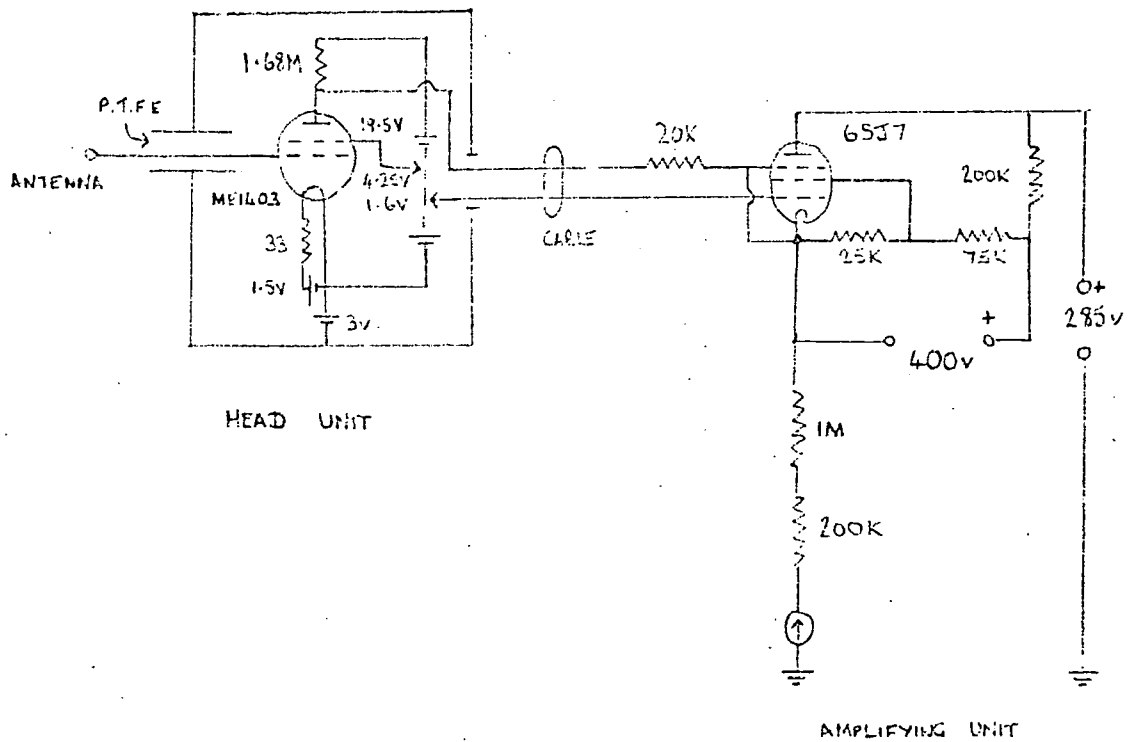 1.68M
P.T.F.E
19.5V
ANTENNA
ME1403
4.25V
1.6V
33
1.5V
3V
HEAD UNIT
CABLE
20K
6SJ7
200K
25K
75K
+
285V
+
400V
1M
200K
AMPLIFYING UNIT